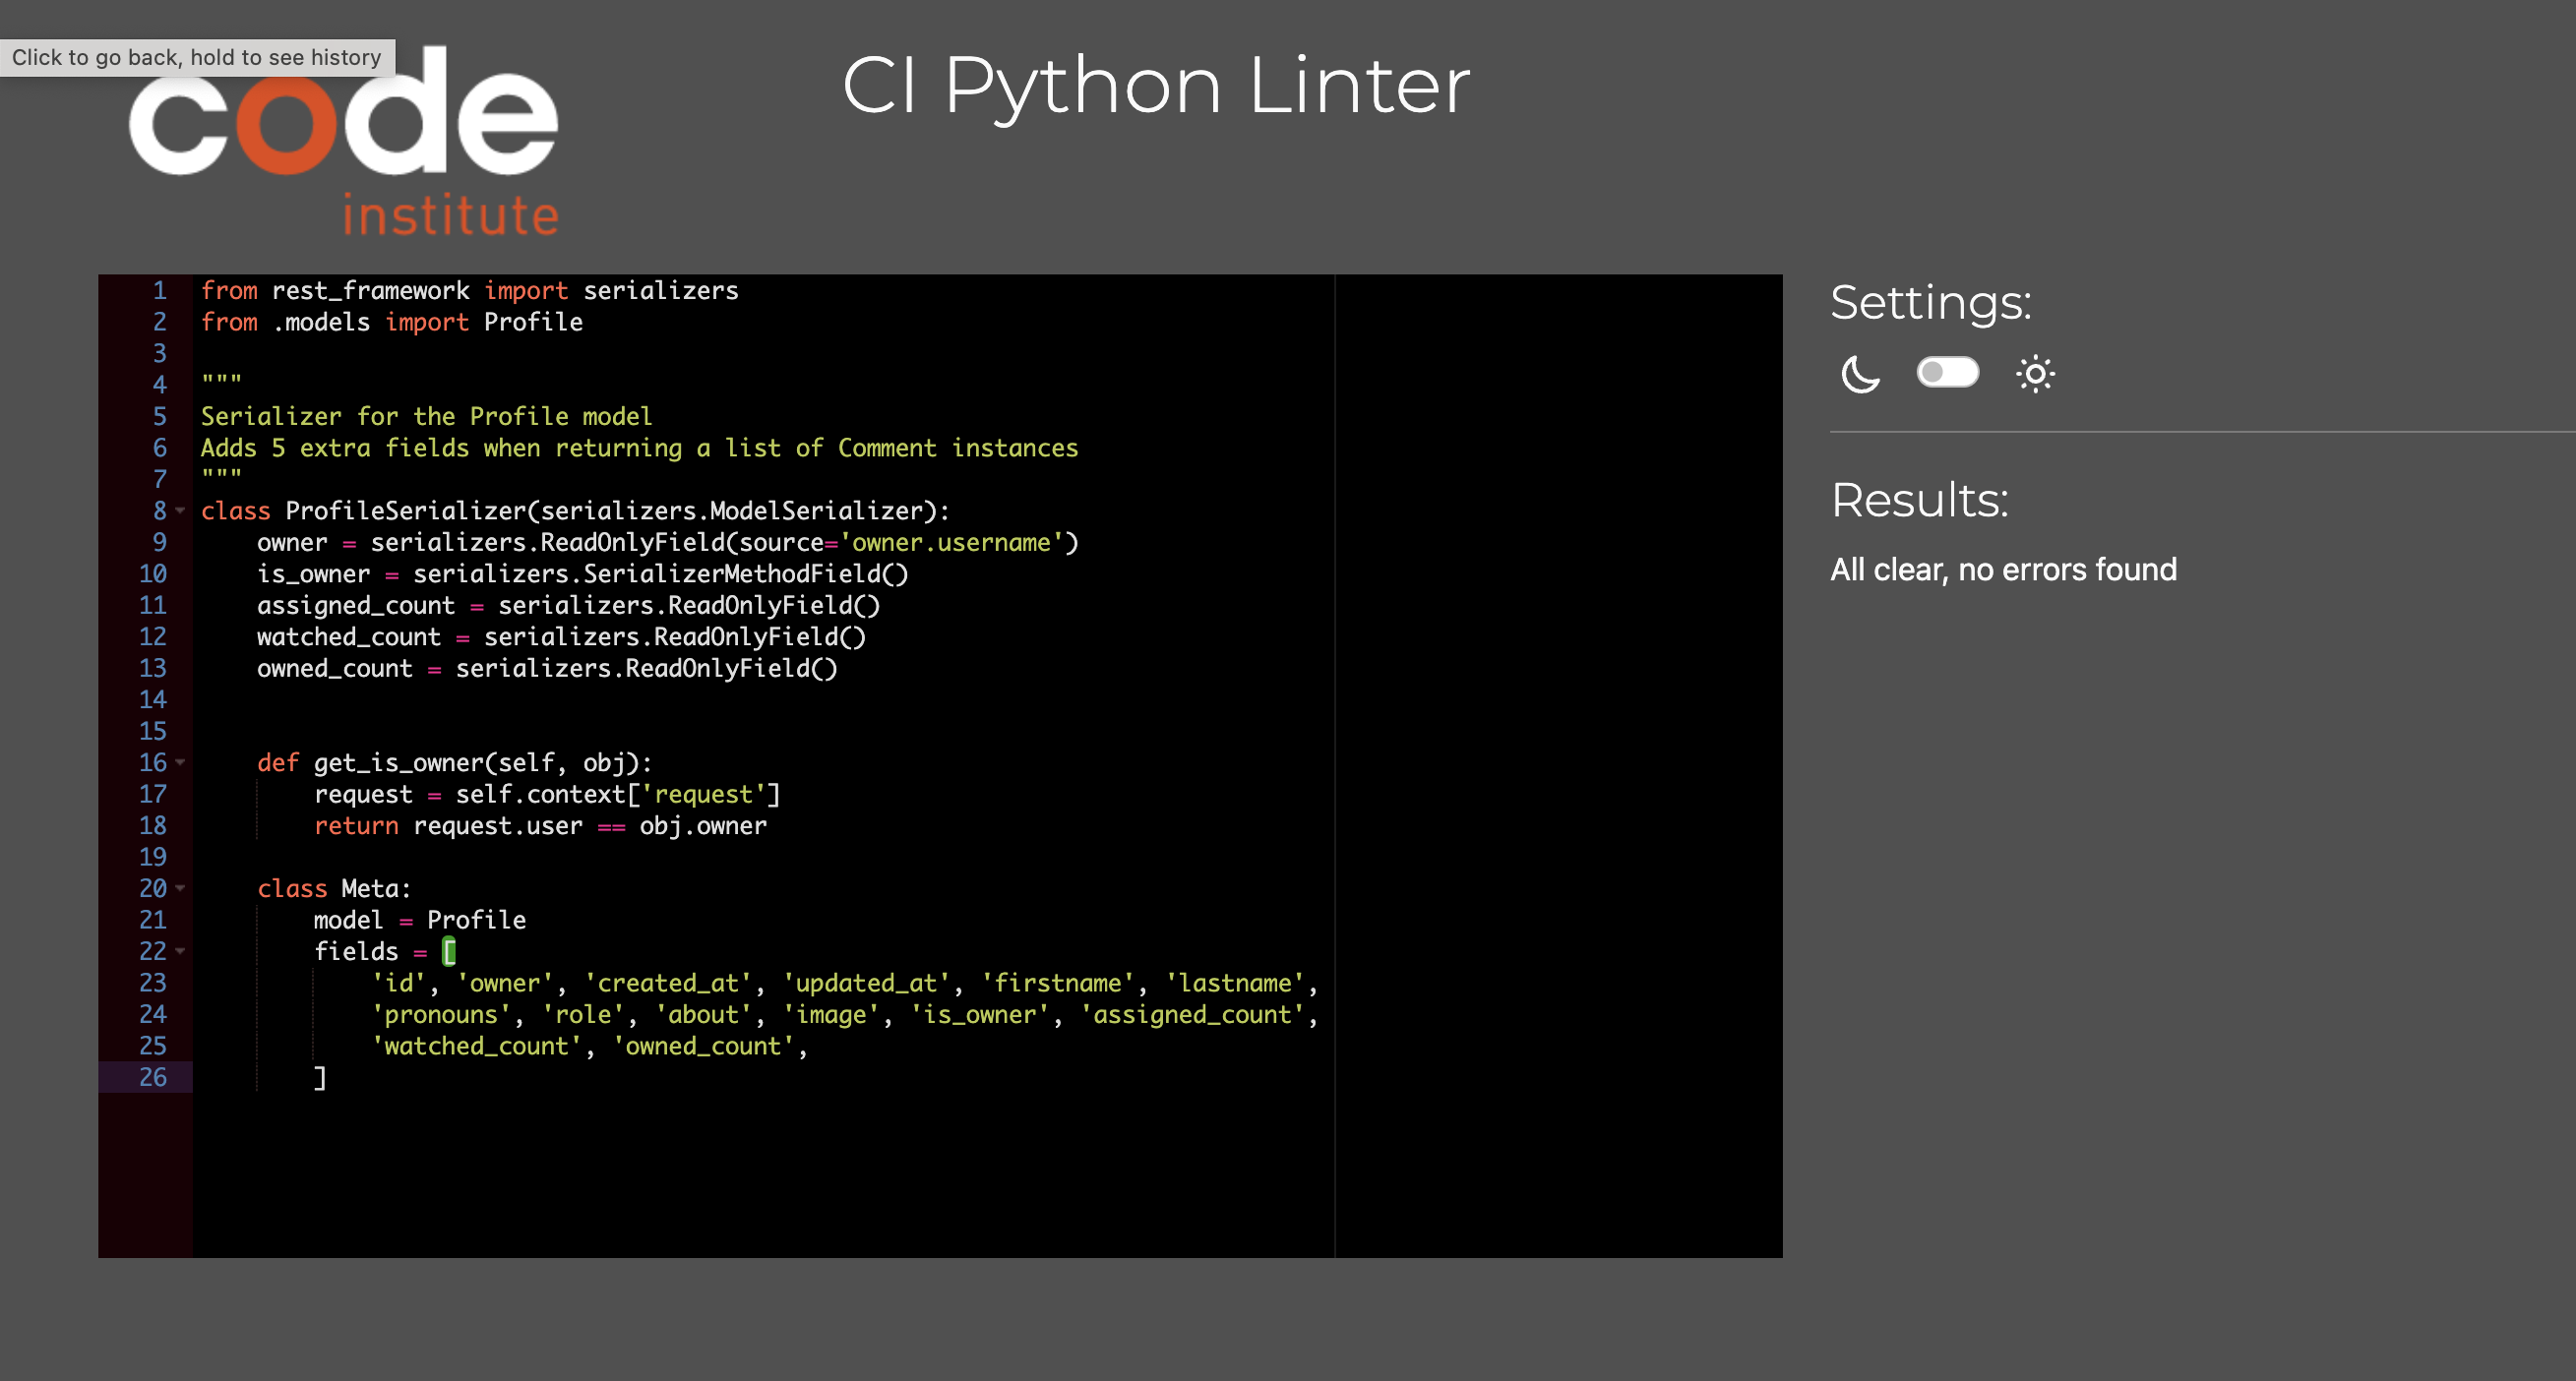 Click to go back, hold to see history
code
institute
CI Python Linter
1 from rest_framework import serializers
2 from .models import Profile
3
4 """
5 Serializer for the Profile model
6 Adds 5 extra fields when returning a list of Comment instances
7 """
8 class ProfileSerializer(serializers.ModelSerializer):
9     owner = serializers.ReadOnlyField(source='owner.username')
10     is_owner = serializers.SerializerMethodField()
11     assigned_count = serializers.ReadOnlyField()
12     watched_count = serializers.ReadOnlyField()
13     owned_count = serializers.ReadOnlyField()
14
15
16     def get_is_owner(self, obj):
17         request = self.context['request']
18         return request.user == obj.owner
19
20     class Meta:
21         model = Profile
22         fields = [
23             'id', 'owner', 'created_at', 'updated_at', 'firstname', 'lastname',
24             'pronouns', 'role', 'about', 'image', 'is_owner', 'assigned_count',
25             'watched_count', 'owned_count',
26         ]
Settings:
Results:
All clear, no errors found